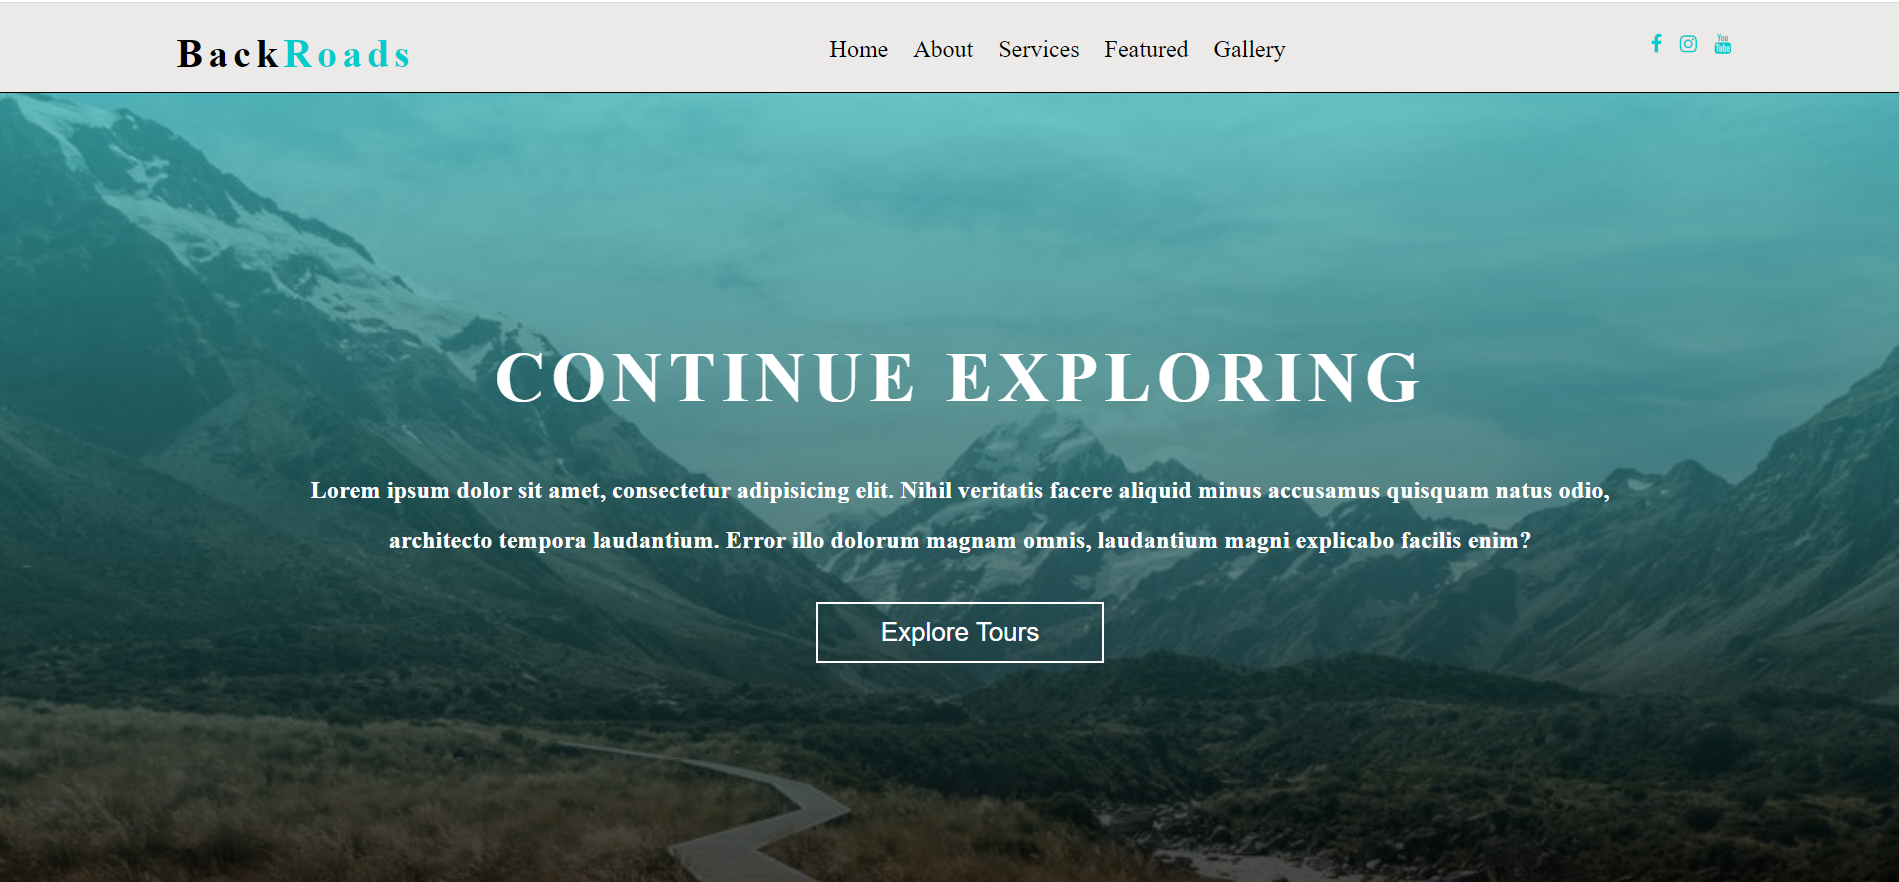 BackRoads
Home About Services Featured Gallery
You
Tube
CONTINUE EXPLORING
Lorem ipsum dolor sit amet, consectetur adipisicing elit. Nihil veritatis facere aliquid minus accusamus quisquam natus odio,
architecto tempora laudantium. Error illo dolorum magnam omnis, laudantium magni explicabo facilis enim?
Explore Tours